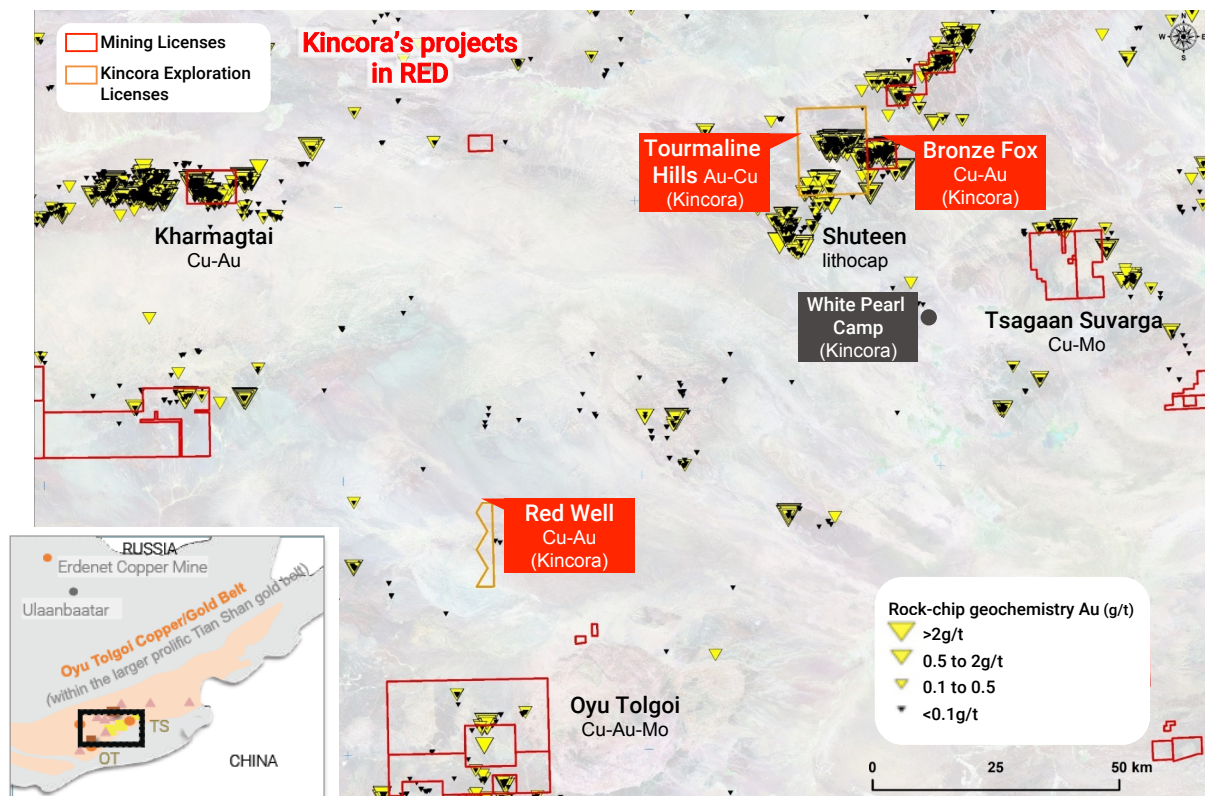 Mining Licenses
Kincora Exploration
Licenses
Kincora's projects
in RED
N
W
E
S
Tourmaline
Hills Au-Cu
(Kincora)
Bronze Fox
Cu-Au
(Kincora)
Kharmagtai
Cu-Au
Shuteen
lithocap
White Pearl
Camp
(Kincora)
Tsagaan Suvarga
Cu-Mo
Red Well
Cu-Au
(Kincora)
RUSSIA
Erdenet Copper Mine
Ulaanbaatar
Oyu Tolgoi Copper/Gold Belt
(within the larger prolific Tian Shan gold belt)
TS
OT
CHINA
Oyu Tolgoi
Cu-Au-Mo
Rock-chip geochemistry Au (g/t)
>2g/t
0.5 to 2g/t
0.1 to 0.5
<0.1g/t
0 25 50 km